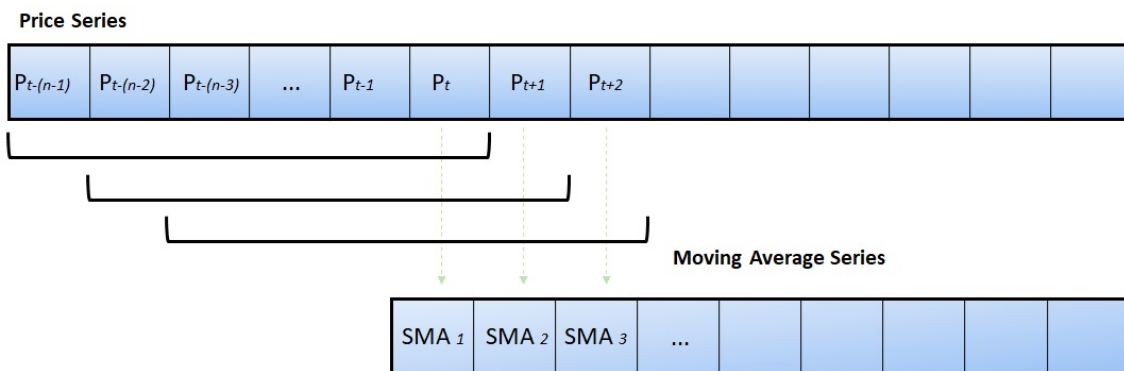 Price Series
Pt-(n-1) Pt-(n-2) Pt-(n-3) ... Pt-1 Pt Pt+1 Pt+2
Moving Average Series
SMA 1 SMA 2 SMA 3 ...